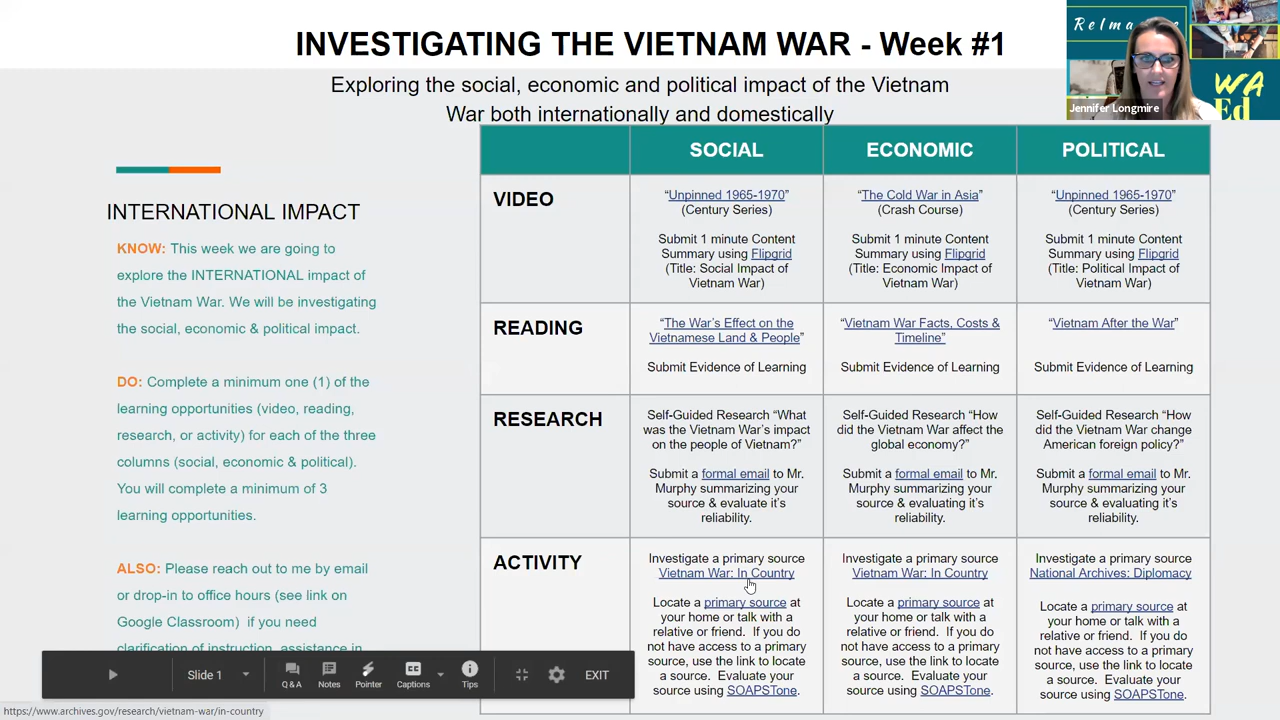 INVESTIGATING THE VIETNAM WAR - Week #1
Exploring the social, economic and political impact of the Vietnam
War both internationally and domestically
Jennifer Longmire
WA
Ed
INTERNATIONAL IMPACT
KNOW: This week we are going to
explore the INTERNATIONAL impact of
the Vietnam War. We will be investigating
the social, economic & political impact.
DO: Complete a minimum one (1) of the
learning opportunities (video, reading,
research, or activity) for each of the three
columns (social, economic & political).
You will complete a minimum of 3
learning opportunities.
ALSO: Please reach out to me by email
or drop-in to office hours (see link on
Google Classroom) if you need
clarification of instruction, assistance in
SOCIAL
ECONOMIC
POLITICAL
VIDEO
“Unpinned 1965-1970”
(Century Series)
Submit 1 minute Content
Summary using Flipgrid
(Title: Social Impact of
Vietnam War)
“The Cold War in Asia”
(Crash Course)
Submit 1 minute Content
Summary using Flipgrid
(Title: Economic Impact of
Vietnam War)
“Unpinned 1965-1970”
(Century Series)
Submit 1 minute Content
Summary using Flipgrid
(Title: Political Impact of
Vietnam War)
READING
“The War’s Effect on the
Vietnamese Land & People”
Submit Evidence of Learning
“Vietnam War Facts, Costs &
Timeline”
Submit Evidence of Learning
“Vietnam After the War”
Submit Evidence of Learning
RESEARCH
Self-Guided Research “What
was the Vietnam War’s impact
on the people of Vietnam?”
Submit a formal email to Mr.
Murphy summarizing your
source & evaluate it’s
reliability.
Self-Guided Research “How
did the Vietnam War affect the
global economy?”
Submit a formal email to Mr.
Murphy summarizing your
source & evaluating it’s
reliability.
Self-Guided Research “How
did the Vietnam War change
American foreign policy?”
Submit a formal email to Mr.
Murphy summarizing your
source & evaluating it’s
reliability.
ACTIVITY
Investigate a primary source
Vietnam War: In Country
Locate a primary source at
your home or talk with a
relative or friend. If you do
not have access to a primary
source, use the link to locate
a source. Evaluate your
source using SOAPSTone.
Investigate a primary source
Vietnam War: In Country
Locate a primary source at
your home or talk with a
relative or friend. If you do
not have access to a primary
source, use the link to locate
a source. Evaluate your
source using SOAPSTone.
Investigate a primary source
National Archives: Diplomacy
Locate a primary source at
your home or talk with a
relative or friend. If you do
not have access to a primary
source, use the link to locate
a source. Evaluate your
source using SOAPSTone.
Slide 1
Q & A
Notes
Pointer
Captions
Tips
EXIT
https://www.archives.gov/research/vietnam-war/in-country